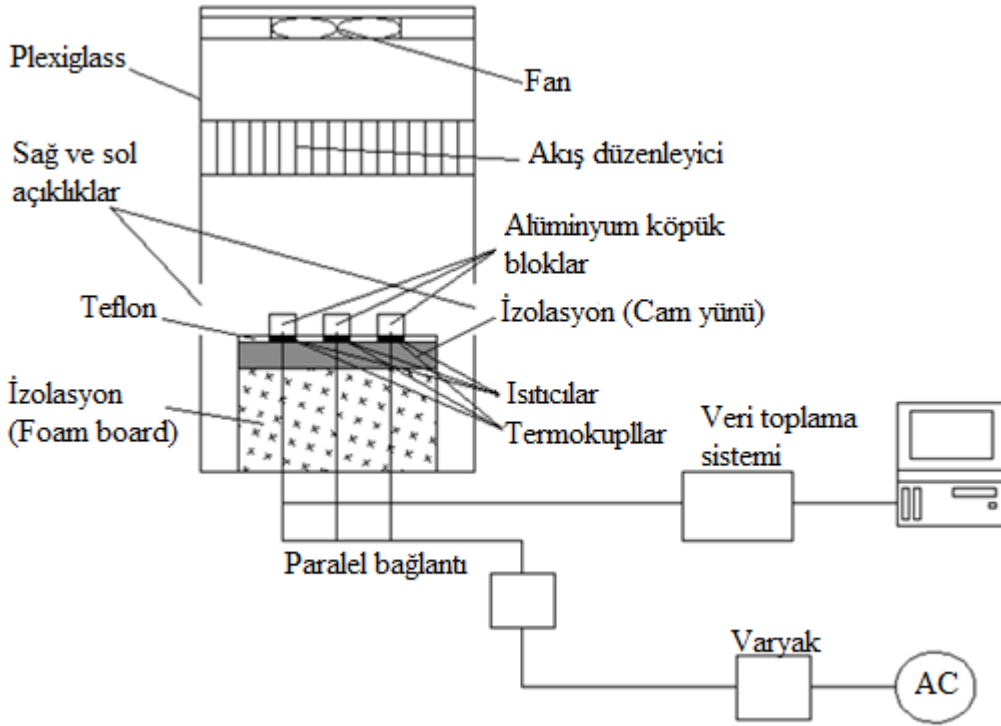 Plexiglass
Fan
Sağ ve sol
açıklıklar
Akış düzenleyici
Alüminyum köpük
bloklar
Teflon
İzolasyon (Cam yünü)
İzolasyon
(Foam board)
Isıtıcılar
Termokupllar
Veri toplama
sistemi
Paralel bağlantı
Varyak
AC